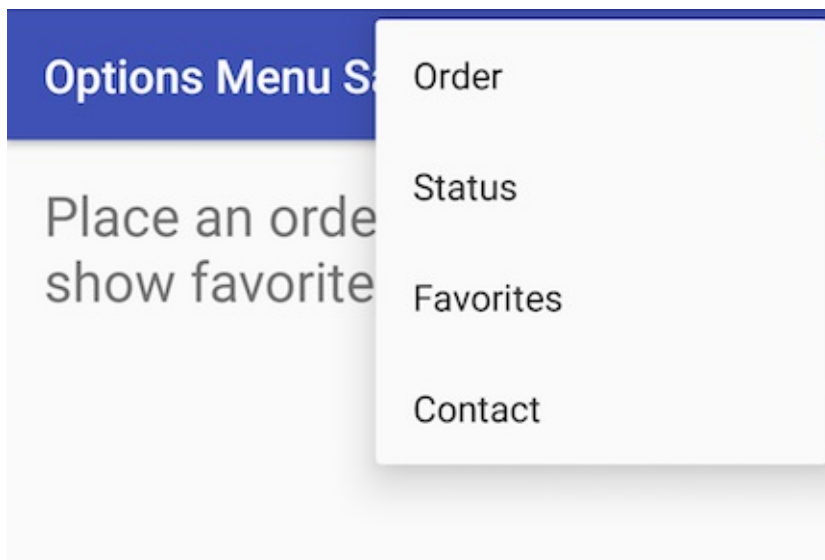 Options Menu Sa
Order
Status
Place an orde
show favorite
Favorites
Contact